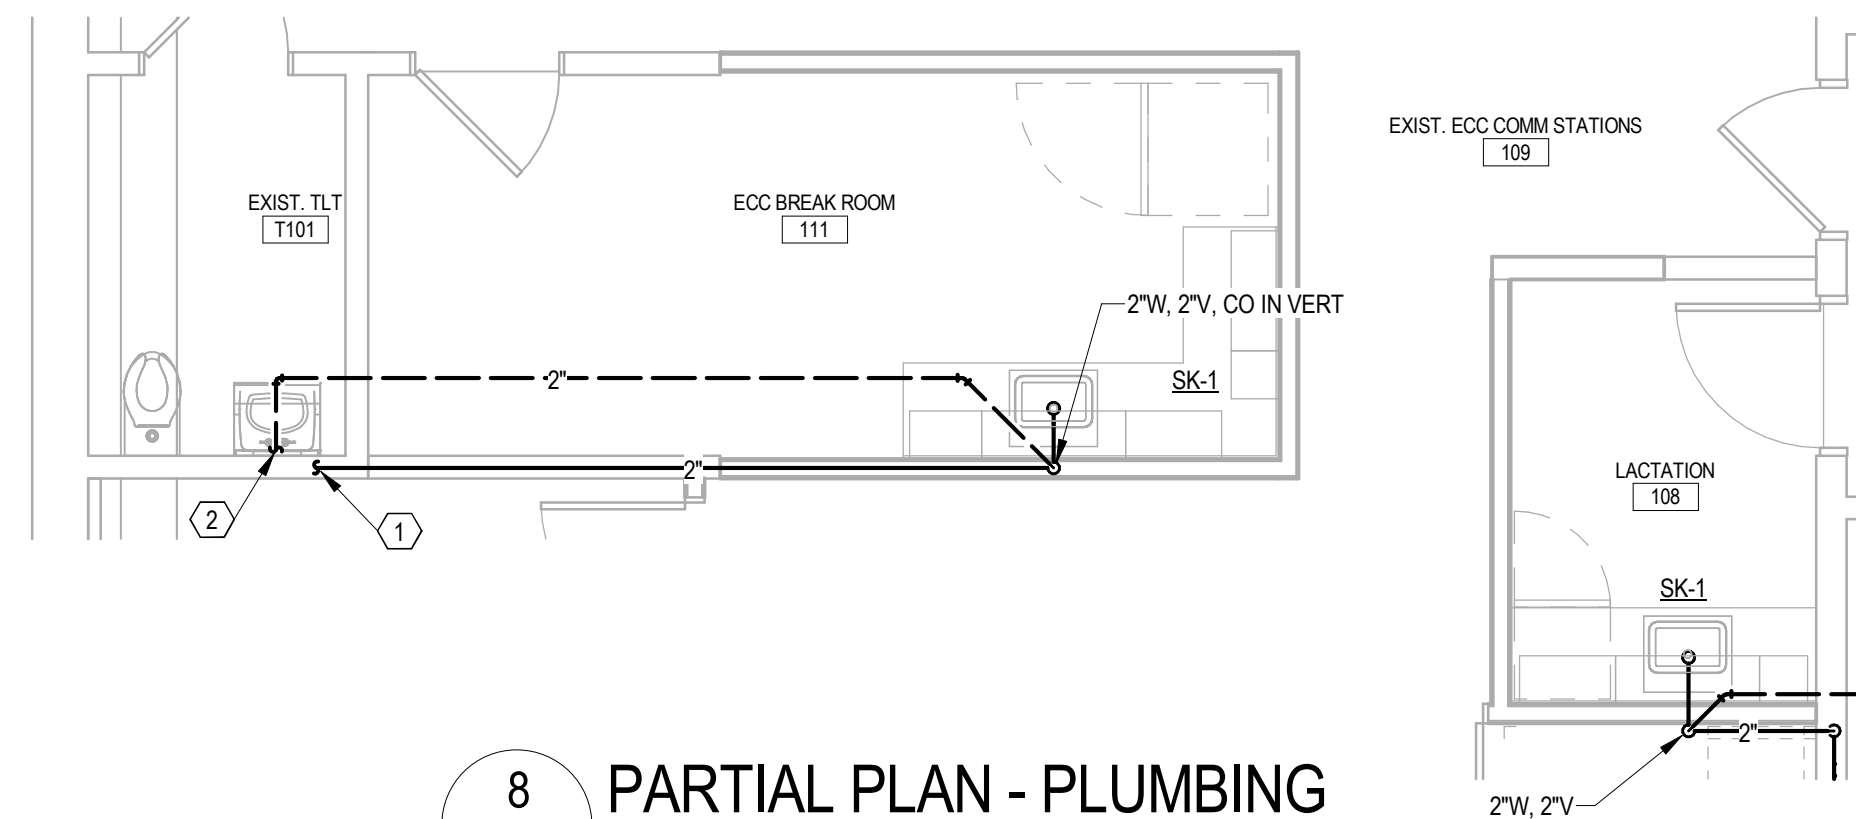 EXIST. ECC COMM STATIONS
109
EXIST. TLT
T101
ECC BREAK ROOM
111
2"W, 2"V, CO IN VERT
2"
SK-1
2"
2
1
LACTATION
108
SK-1
2"
2"W, 2"V
8
PARTIAL PLAN - PLUMBING